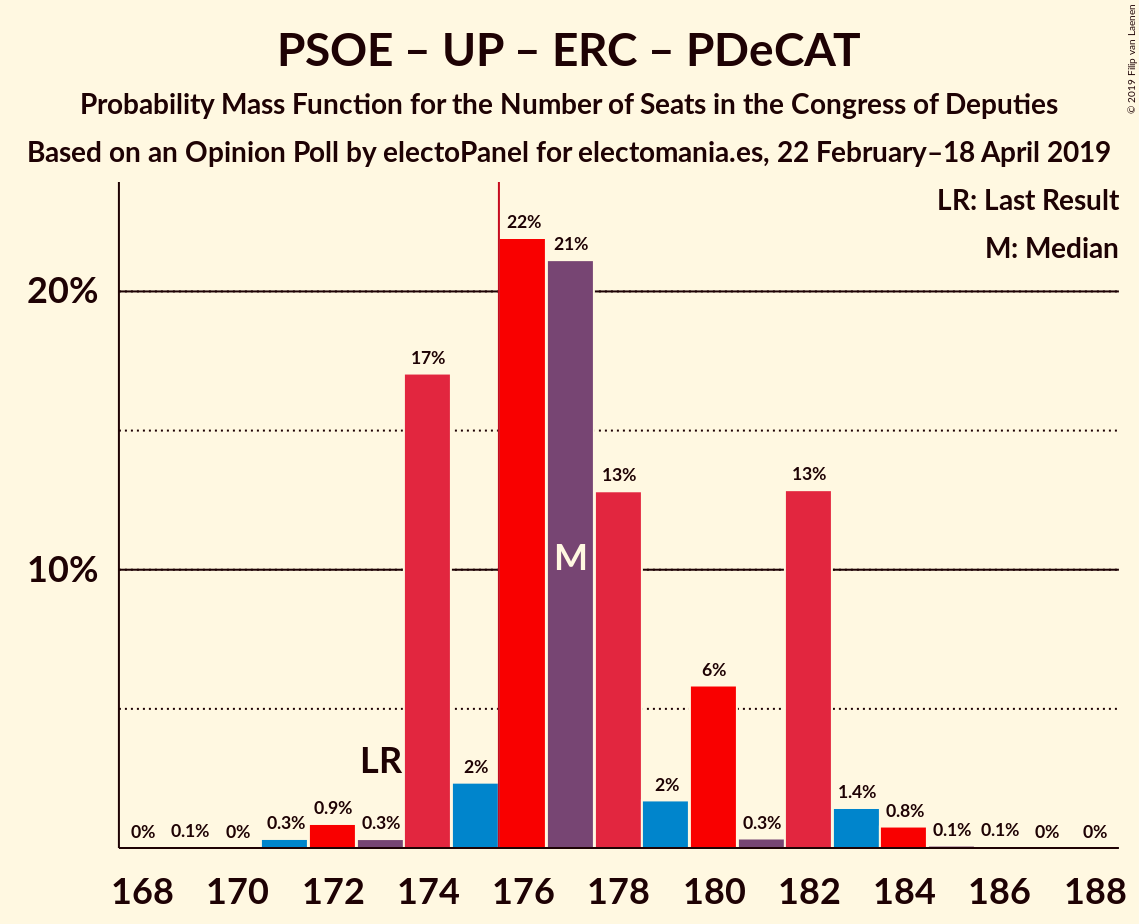 PSOE – UP – ERC – PDeCAT
Probability Mass Function for the Number of Seats in the Congress of Deputies
Based on an Opinion Poll by electoPanel for electomania.es, 22 February–18 April 2019
© 2019 Filip van Laenen
LR: Last Result
M: Median
22%
21%
20%
17%
13%
13%
M
10%
6%
LR
2%
2%
1.4%
0%
0.1%
0%
0.3%
0.9%
0.3%
0.3%
0.8%
0.1%
0.1%
0%
0%
168 170 172 174 176 178 180 182 184 186 188